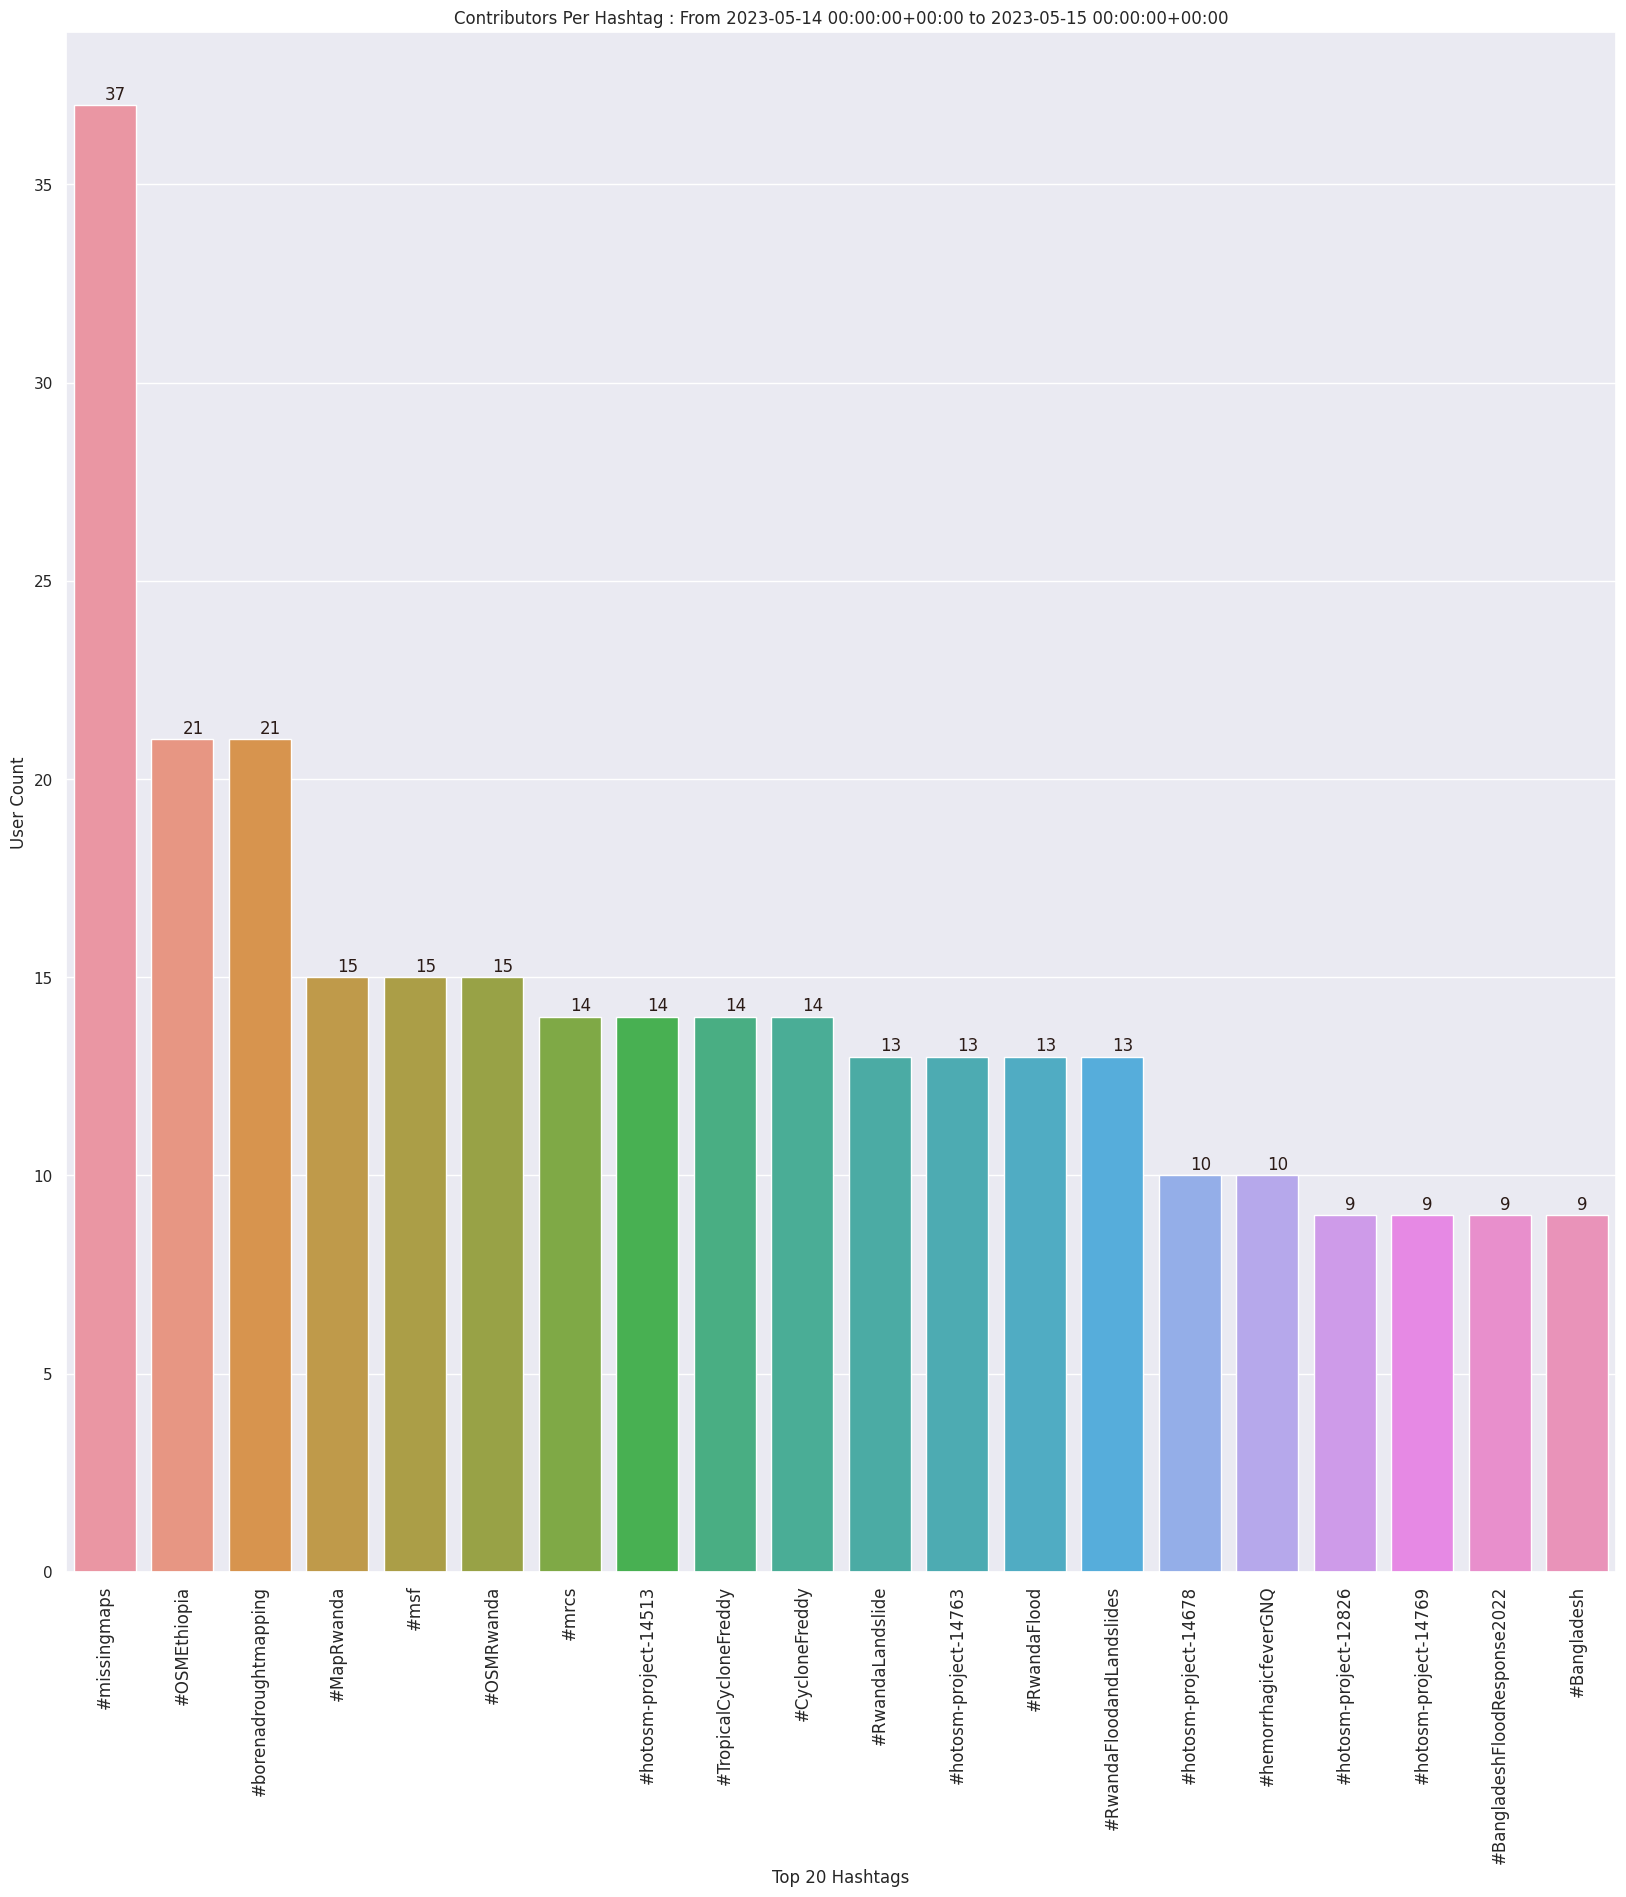 Contributors Per Hashtag : From 2023-05-14 00:00:00+00:00 to 2023-05-15 00:00:00+00:00
User Count
35
30
25
20
15
10
5
0
37
21
21
15
15
15
14
14
14
14
13
13
13
13
10
10
9
9
9
9
#missingmaps
#OSMEthiopia
#borenadroughtmapping
#MapRwanda
#msf
#OSMRwanda
#mrcs
#hotosm-project-14513
#TropicalCycloneFreddy
#CycloneFreddy
#RwandaLandslide
#hotosm-project-14763
#RwandaFlood
#RwandaFloodandLandslides
#hotosm-project-14678
#hemorrhagicfeverGNQ
#hotosm-project-12826
#hotosm-project-14769
#BangladeshFloodResponse2022
#Bangladesh
Top 20 Hashtags